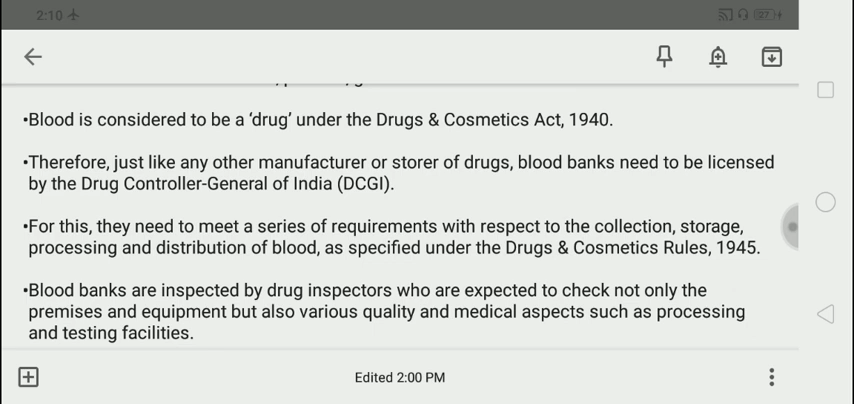 2:10
27
•Blood is considered to be a ‘drug’ under the Drugs & Cosmetics Act, 1940.
•Therefore, just like any other manufacturer or storer of drugs, blood banks need to be licensed
by the Drug Controller-General of India (DCGI).
•For this, they need to meet a series of requirements with respect to the collection, storage,
processing and distribution of blood, as specified under the Drugs & Cosmetics Rules, 1945.
•Blood banks are inspected by drug inspectors who are expected to check not only the
premises and equipment but also various quality and medical aspects such as processing
and testing facilities.
Edited 2:00 PM